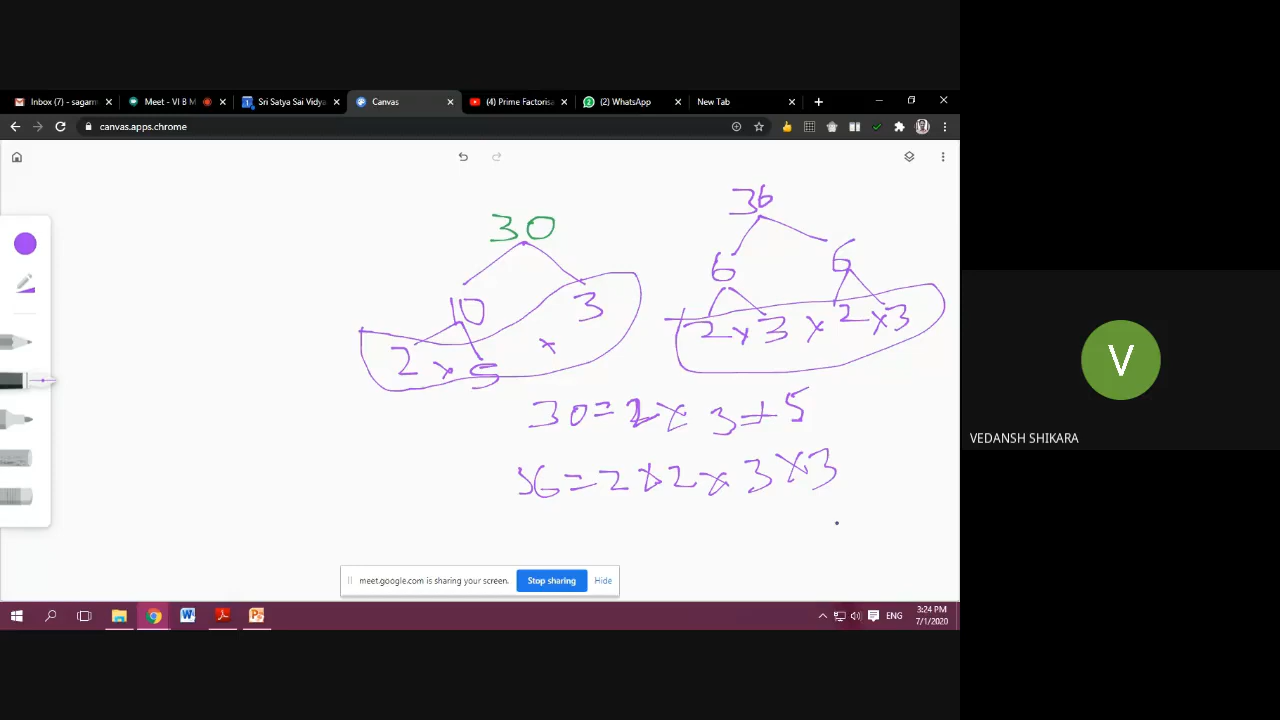 Inbox (7) - sagarm
Meet - VI B M
Sri Satya Sai Vidya
Canvas
(4) Prime Factoris
(2) WhatsApp
New Tab
canvas.apps.chrome
30
10 3
2 x 5 x
36
6 6
2 x 3 x 2 x 3
30 = 2 x 3 + 5
36 = 2 x 2 x 3 x 3
V
VEDANSH SHIKARA
meet.google.com is sharing your screen.
Stop sharing
Hide
ENG
3:24 PM
7/1/2020